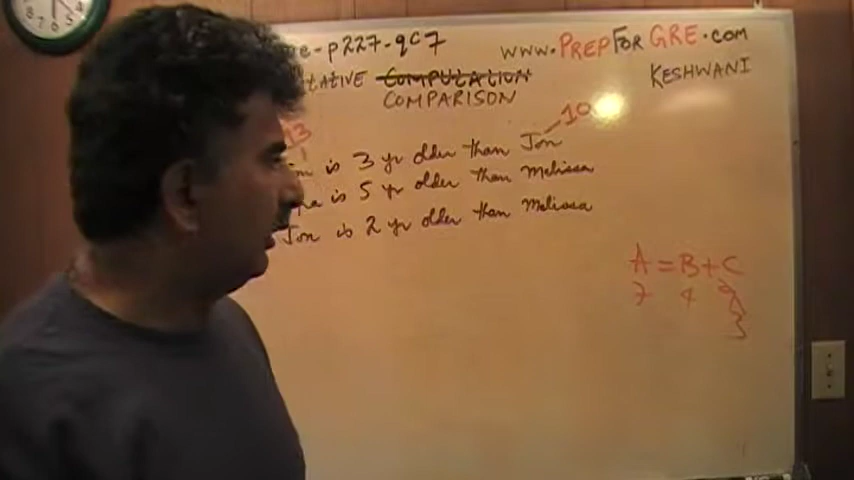 -p227-qc7
www.PREPFORGRE.com
COMPUTATION
KESHWANI
COMPARISON
13
10
is 3 yr older than Jon
is 5 yr older than Melissa
Jon is 2 yr older than Melissa
A=B+C
7 4
3